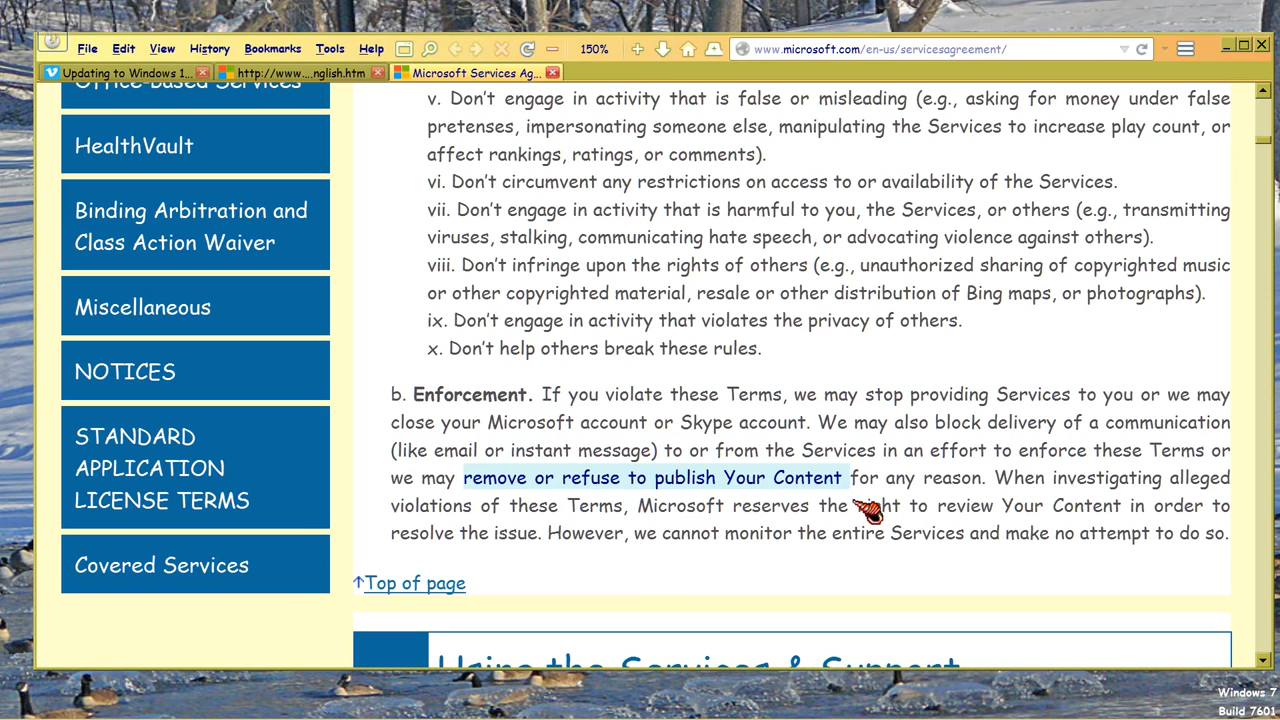 File Edit View History Bookmarks Tools Help 150% www.microsoft.com/en-us/servicesagreement/
Updating to Windows 1... http://www....nglish.htm Microsoft Services Ag...
Office-based Services
HealthVault
Binding Arbitration and
Class Action Waiver
Miscellaneous
NOTICES
STANDARD
APPLICATION
LICENSE TERMS
Covered Services
v. Don't engage in activity that is false or misleading (e.g., asking for money under false
pretenses, impersonating someone else, manipulating the Services to increase play count, or
affect rankings, ratings, or comments).
vi. Don't circumvent any restrictions on access to or availability of the Services.
vii. Don't engage in activity that is harmful to you, the Services, or others (e.g., transmitting
viruses, stalking, communicating hate speech, or advocating violence against others).
viii. Don't infringe upon the rights of others (e.g., unauthorized sharing of copyrighted music
or other copyrighted material, resale or other distribution of Bing maps, or photographs).
ix. Don't engage in activity that violates the privacy of others.
x. Don't help others break these rules.
b. Enforcement. If you violate these Terms, we may stop providing Services to you or we may
close your Microsoft account or Skype account. We may also block delivery of a communication
(like email or instant message) to or from the Services in an effort to enforce these Terms or
we may remove or refuse to publish Your Content for any reason. When investigating alleged
violations of these Terms, Microsoft reserves the right to review Your Content in order to
resolve the issue. However, we cannot monitor the entire Services and make no attempt to do so.
↑Top of page
Using the Services & Support
Windows 7
Build 7601